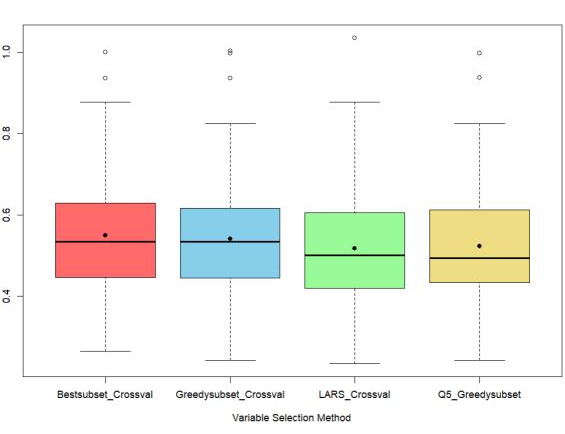 1.0
0.8
0.6
0.4
Bestsubset_Crossval Greedysubset_Crossval LARS_Crossval Q5_Greedysubset
Variable Selection Method